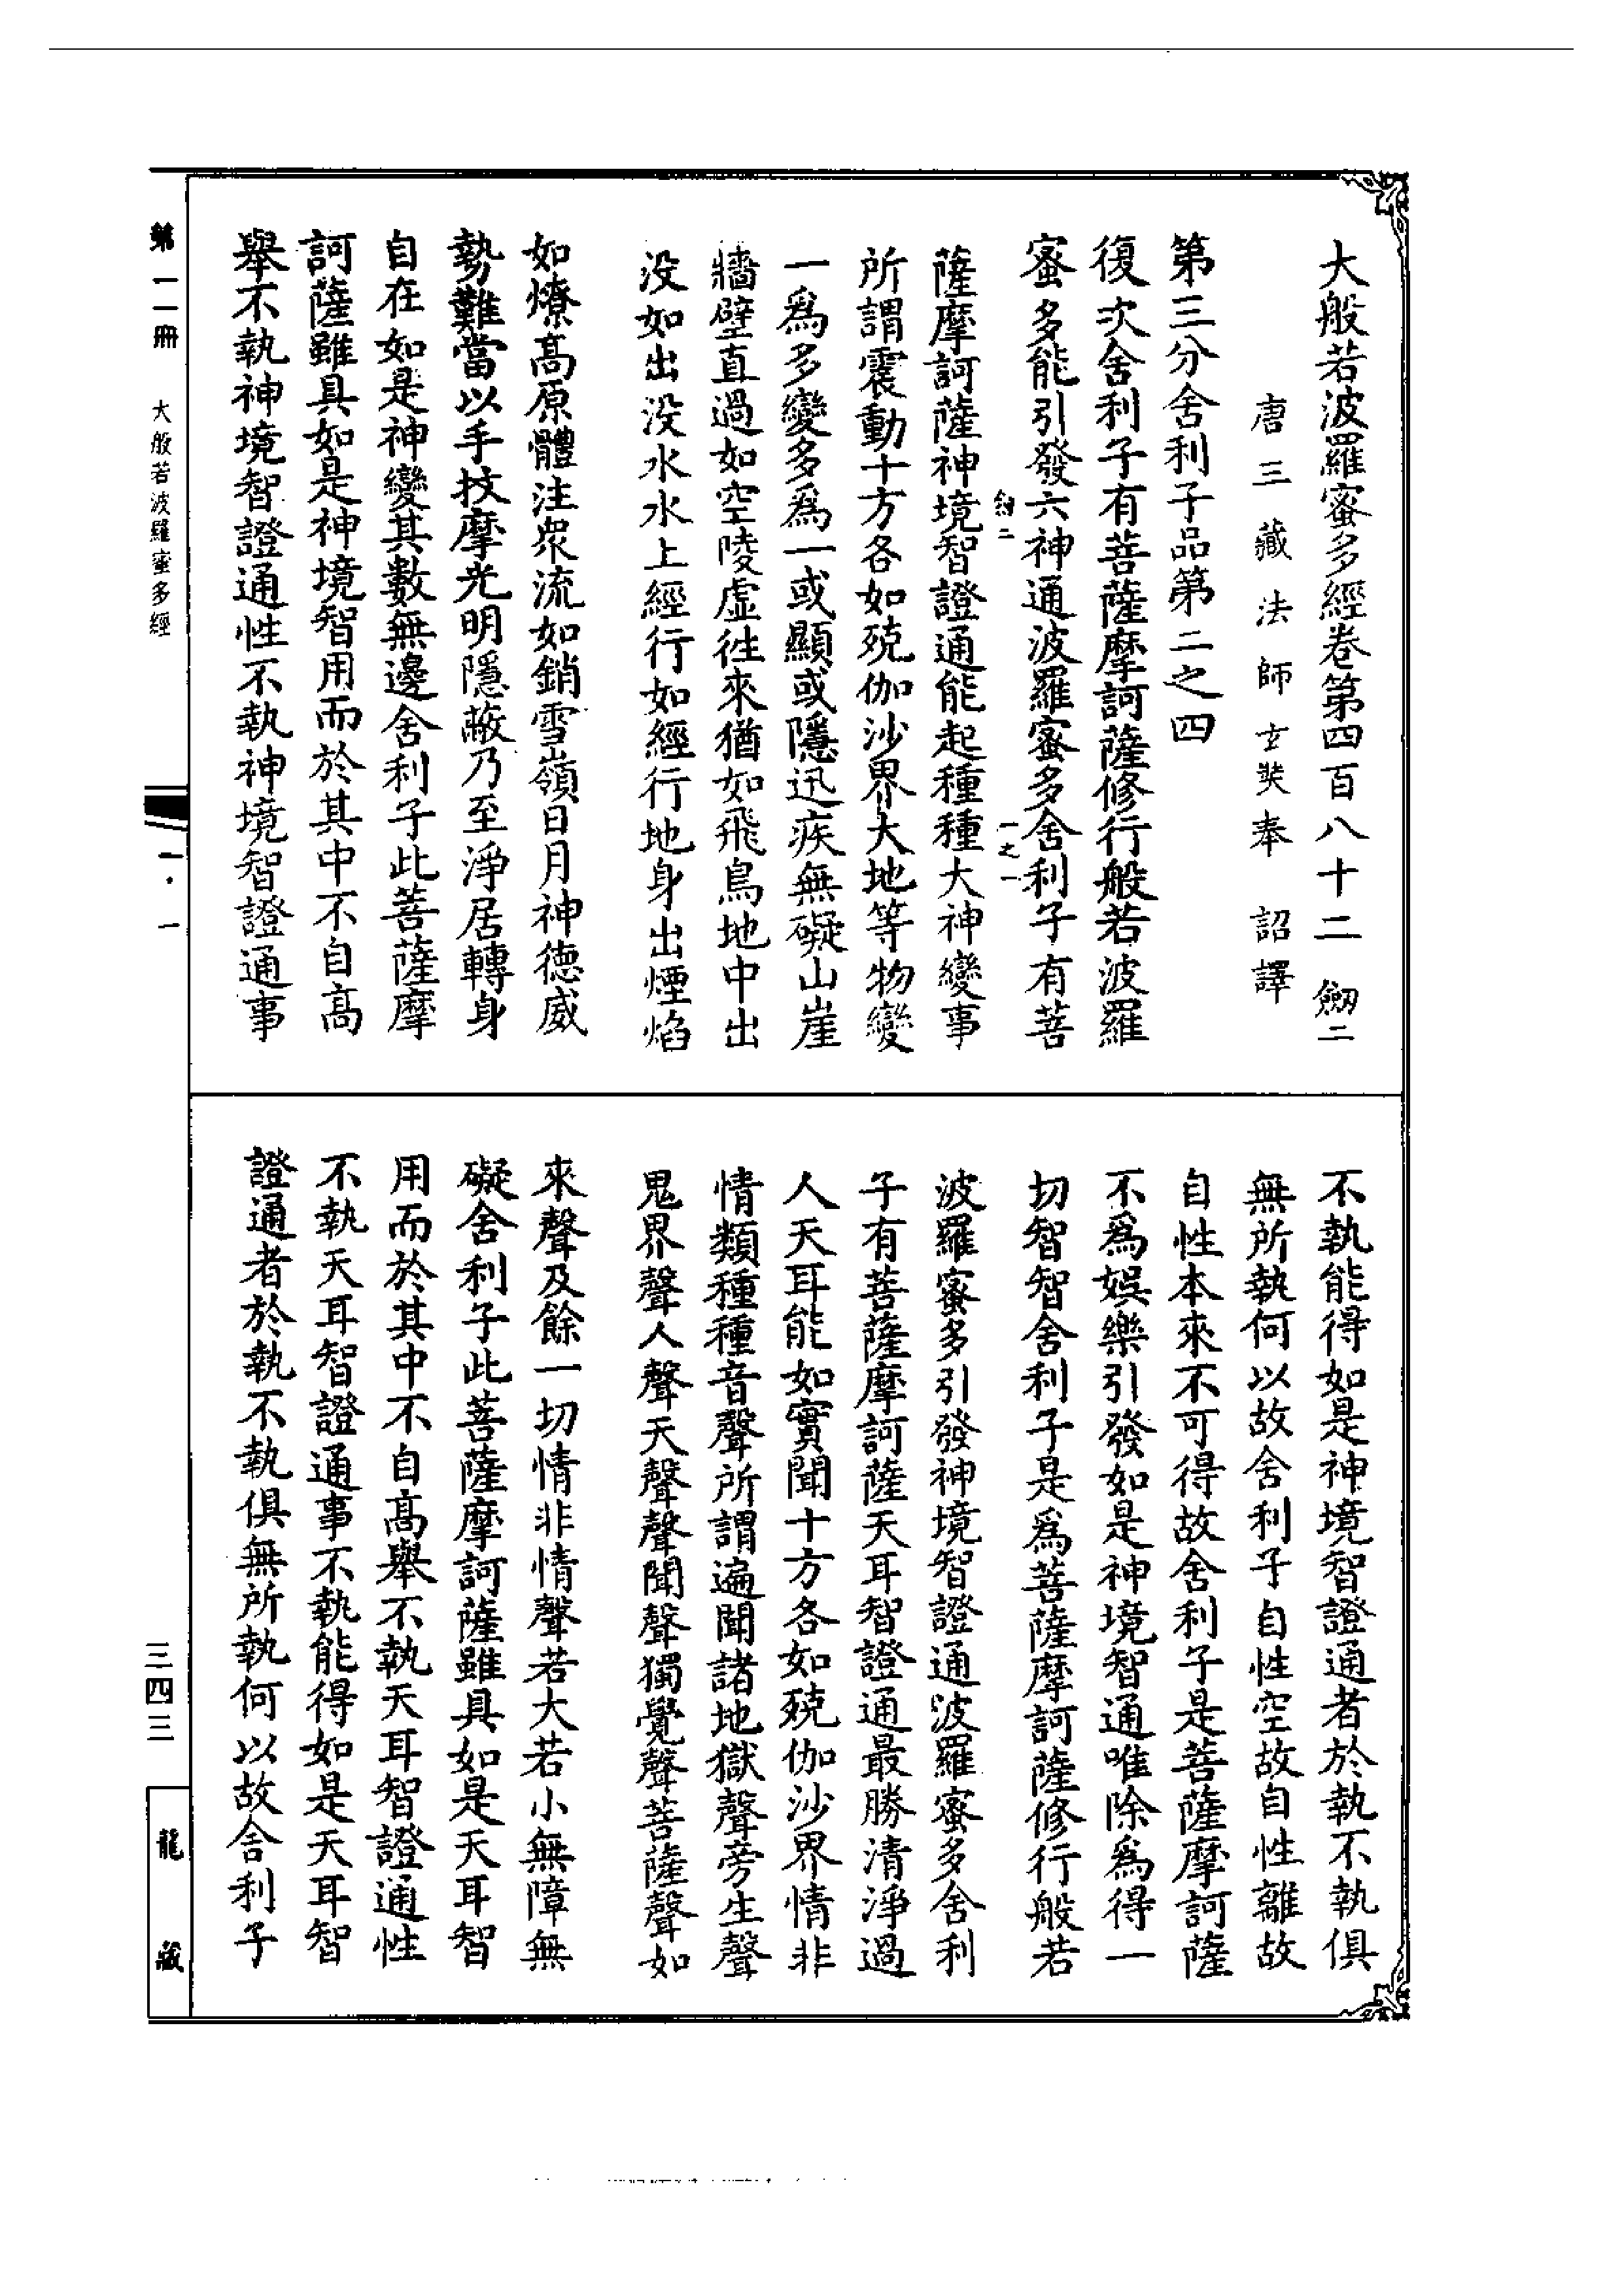 大般若波羅蜜多經卷第四百八十二　劒二
唐三藏法師玄奘奉　詔譯
第三分舍利子品第二之四
復次舍利子有菩薩摩訶薩修行般若波羅
蜜多能引發六神通波羅蜜多舍利子有菩
薩摩訶薩神境智證通能起種種大神變事
所謂震動十方各如殑伽沙界大地等物變
一爲多變多爲一或顯或隱迅疾無礙山崖
牆壁直過如空陵虛往來猶如飛鳥地中出
沒如出沒水水上經行如經行地身出煙焰
如燎高原體注衆流如銷雪嶺日月神德威
勢難當以手抆摩光明隱蔽乃至淨居轉身
自在如是神變其數無邊舍利子此菩薩摩
訶薩雖具如是神境智用而於其中不自高
舉不執神境智證通性不執神境智證通事
不執能得如是神境智證通者於執不執俱
無所執何以故舍利子自性空故自性離故
自性本來不可得故舍利子是菩薩摩訶薩
不爲娛樂引發如是神境智通唯除爲得一
切智智舍利子是爲菩薩摩訶薩修行般若
波羅蜜多引發神境智證通波羅蜜多舍利
子有菩薩摩訶薩天耳智證通最勝清淨過
人天耳能如實聞十方各如殑伽沙界情非
情類種種音聲所謂遍聞諸地獄聲旁生聲
鬼界聲人聲天聲聲聞聲獨覺聲菩薩聲如
來聲及餘一切情非情聲若大若小無障無
礙舍利子此菩薩摩訶薩雖具如是天耳智
用而於其中不自高舉不執天耳智證通性
不執天耳智證通事不執能得如是天耳智
證通者於執不執俱無所執何以故舍利子
第一一冊　大般若波羅蜜多經
一·一
三四三
龍藏